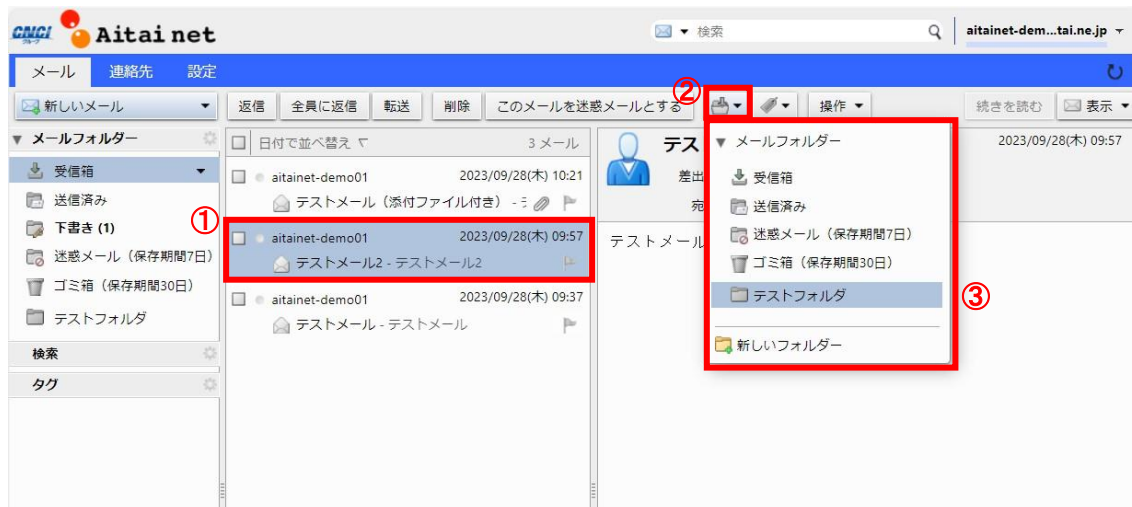 CNCI グループ Aitai net
検索
aitainet-dem...tai.ne.jp
メール 連絡先 設定
新しいメール
返信 全員に返信 転送 削除 このメールを迷惑メールとする ② 操作 続きを読む 表示
メールフォルダー
受信箱
送信済み
下書き (1)
迷惑メール（保存期間7日）
ゴミ箱（保存期間30日）
テストフォルダ
検索
タグ
日付で並べ替え 3 メール
aitainet-demo01 2023/09/28(木) 10:21
テストメール（添付ファイル付き） -
①
aitainet-demo01 2023/09/28(木) 09:57
テストメール2 - テストメール2
aitainet-demo01 2023/09/28(木) 09:37
テストメール - テストメール
テス 2023/09/28(木) 09:57
差出
宛
テストメール
メールフォルダー
受信箱
送信済み
迷惑メール（保存期間7日）
ゴミ箱（保存期間30日）
テストフォルダ
③
新しいフォルダー